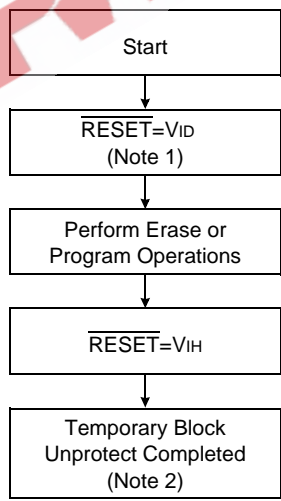 Start
RESET=VID
(Note 1)
Perform Erase or
Program Operations
RESET=VIH
Temporary Block
Unprotect Completed
(Note 2)